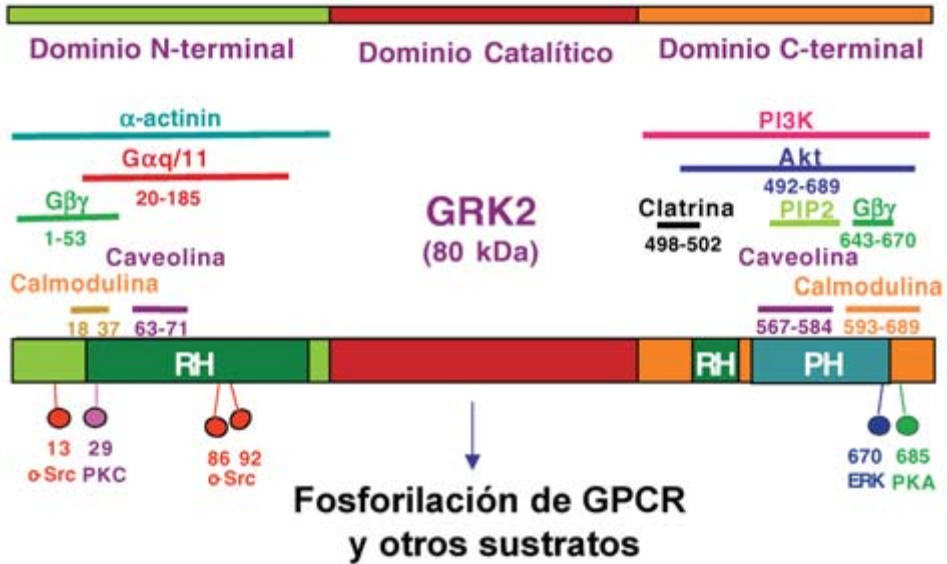 Dominio N-terminal
Dominio Catalítico
Dominio C-terminal
α-actinin
Gαq/11
20-185
Gβγ
1-53
Caveolina
Calmodulina
18 37
63-71
GRK2
(80 kDa)
PI3K
Akt
492-689
Clatrina
498-502
PIP2
Gβγ
643-670
Caveolina
Calmodulina
567-584
593-689
RH
RH
PH
13
c-Src
29
PKC
86 92
c-Src
670
ERK
685
PKA
Fosforilación de GPCR
y otros sustratos